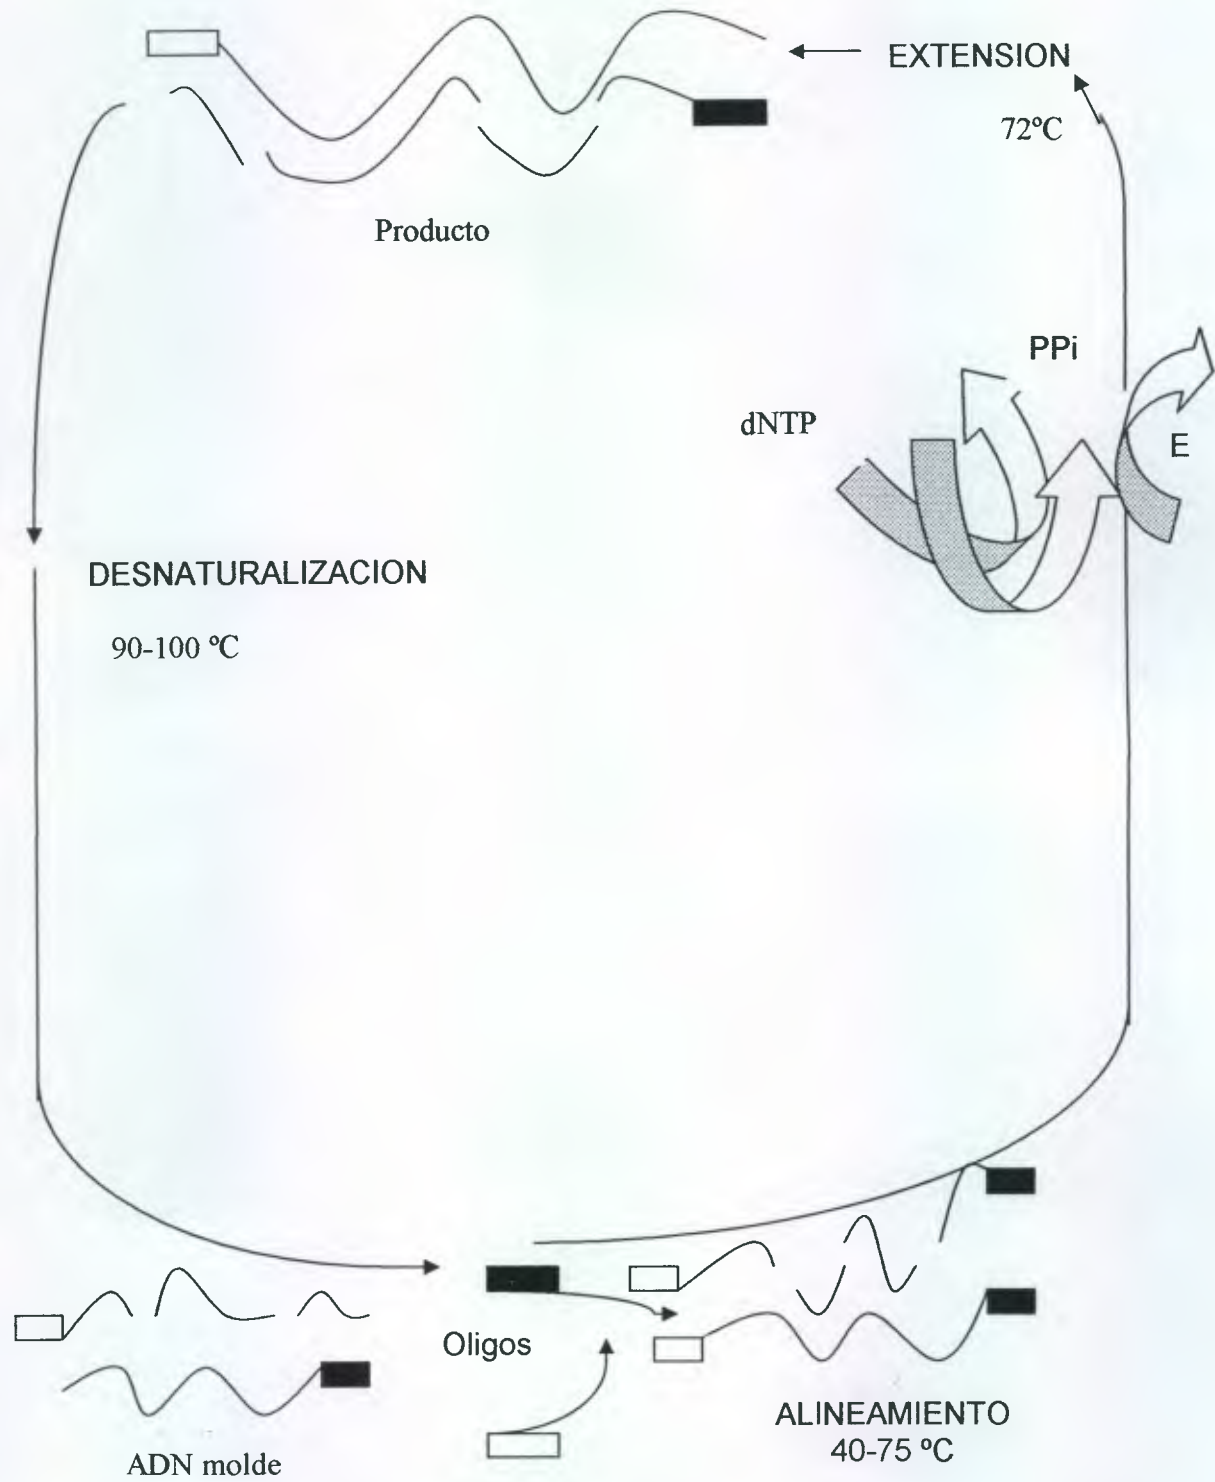 EXTENSION
72ºC
Producto
PPi
dNTP
E
DESNATURALIZACION
90-100 ºC
Oligos
ALINEAMIENTO
40-75 ºC
ADN molde